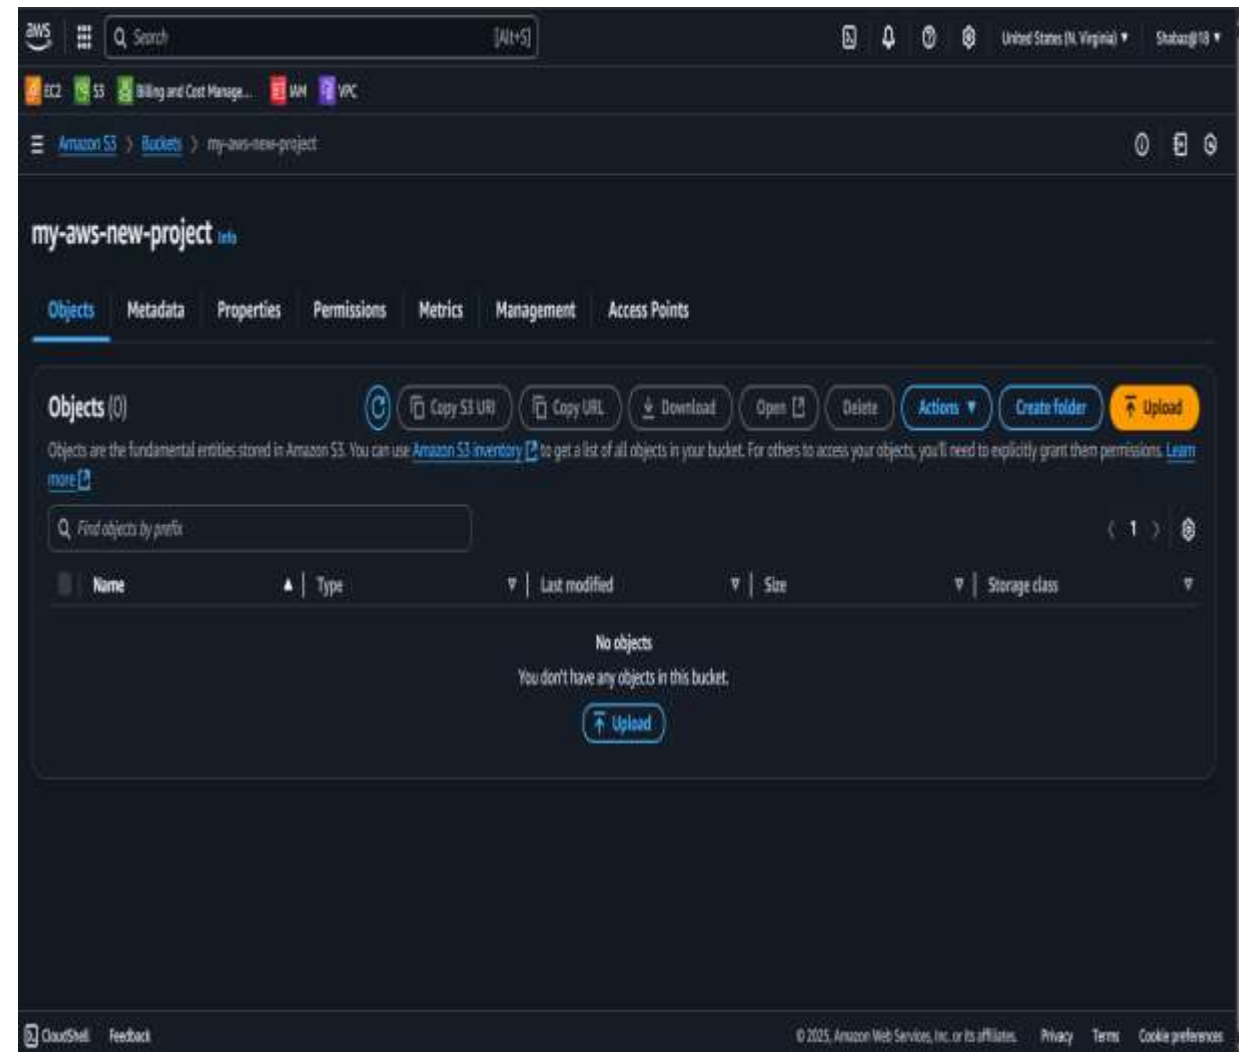 aws Search [Alt+S] United States (N. Virginia) Shabaz@18
EC2 S3 Billing and Cost Manage... IAM VPC
Amazon S3 > Buckets > my-aws-new-project
my-aws-new-project Info
Objects Metadata Properties Permissions Metrics Management Access Points
Objects (0) Copy S3 URI Copy URL Download Open Delete Actions Create folder Upload
Objects are the fundamental entities stored in Amazon S3. You can use Amazon S3 inventory to get a list of all objects in your bucket. For others to access your objects, you'll need to explicitly grant them permissions. Learn
more
Find objects by prefix 1
Name Type Last modified Size Storage class
No objects
You don't have any objects in this bucket.
Upload
CloudShell Feedback © 2025, Amazon Web Services, Inc. or its affiliates. Privacy Terms Cookie preferences